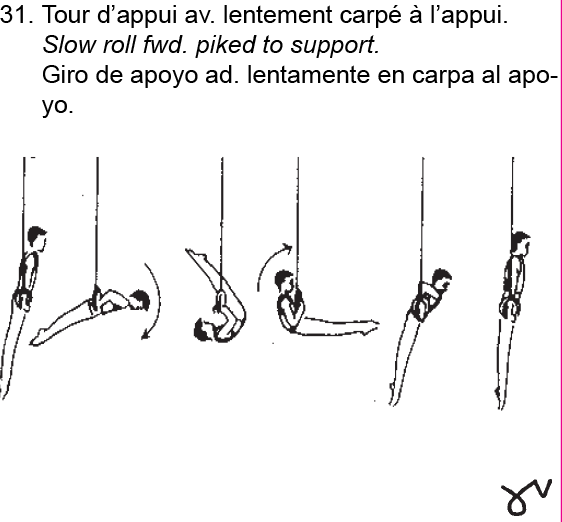 31. Tour d’appui av. lentement carpé à l’appui.
Slow roll fwd. piked to support.
Giro de apoyo ad. lentamente en carpa al apo-
yo.